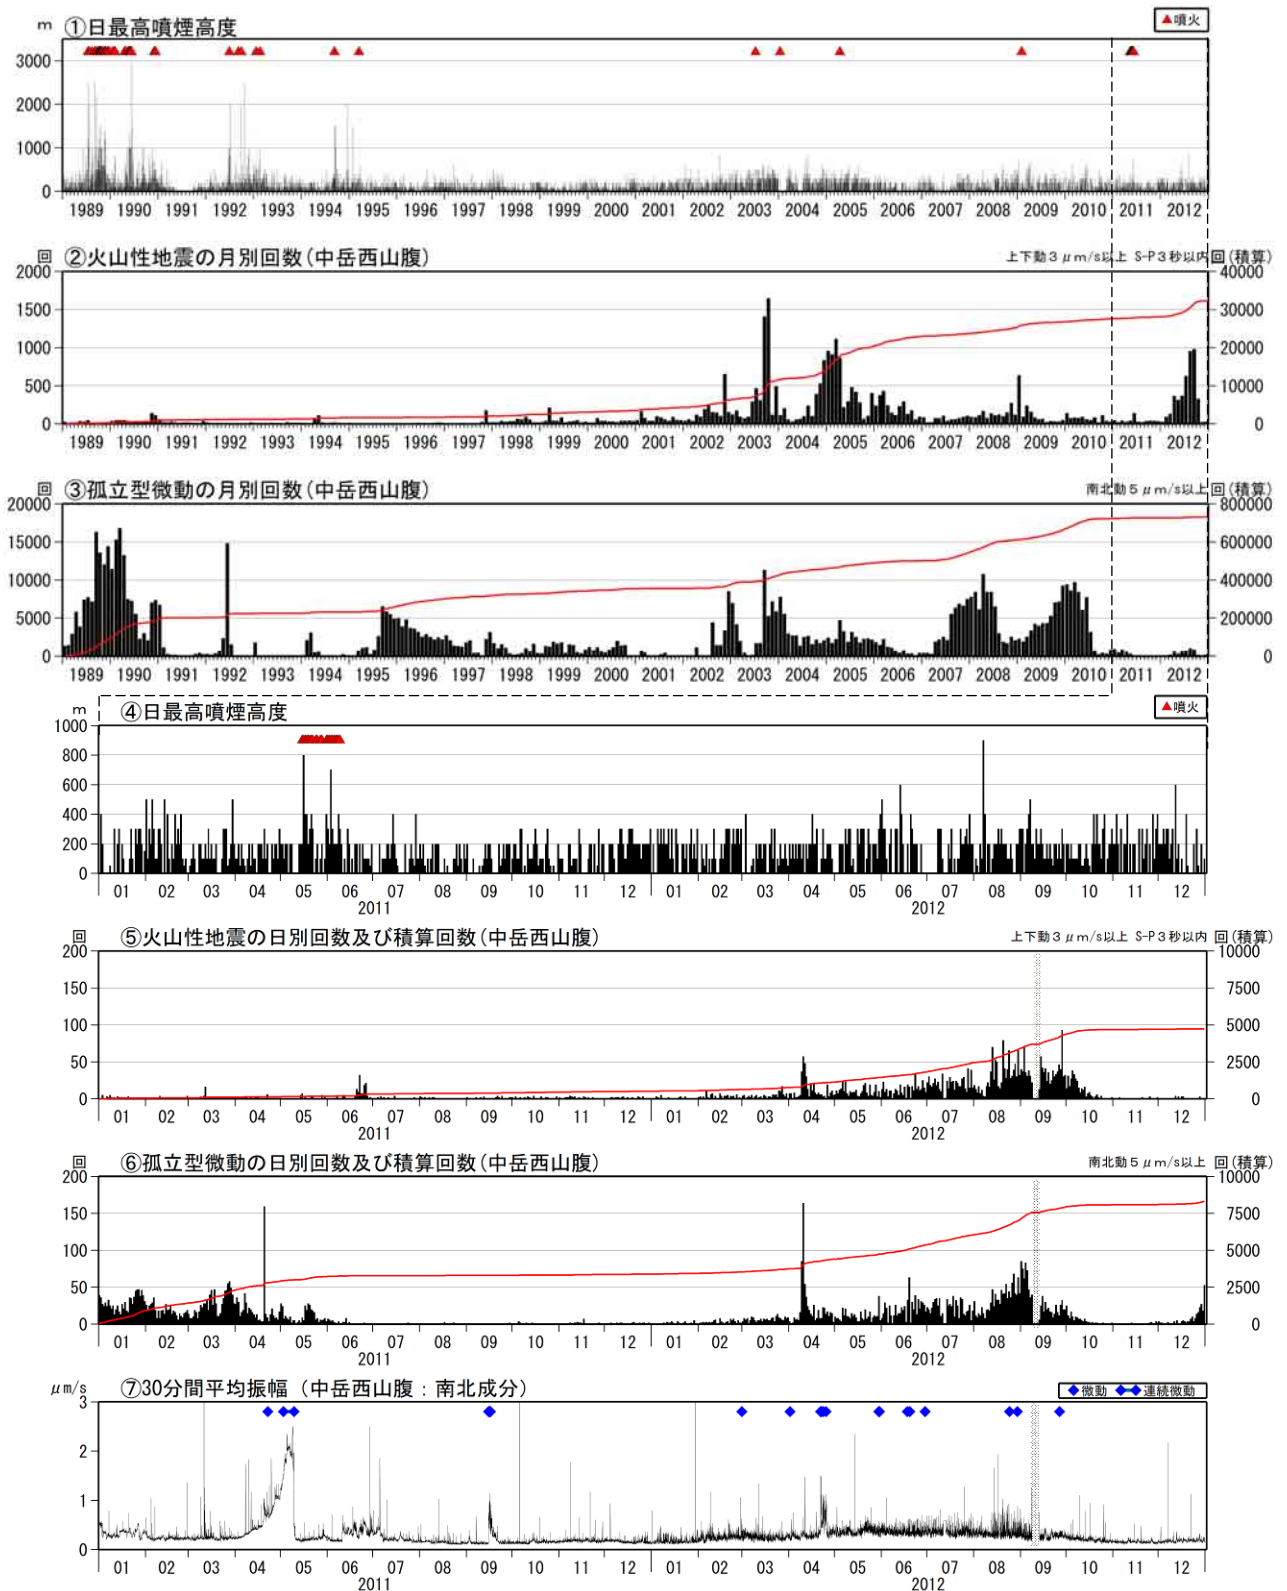 m ①日最高噴煙高度 ▲噴火
3000
2000
1000
0
1989 1990 1991 1992 1993 1994 1995 1996 1997 1998 1999 2000 2001 2002 2003 2004 2005 2006 2007 2008 2009 2010 2011 2012
回 ②火山性地震の月別回数(中岳西山腹) 上下動3μm/s以上 S-P3秒以内 回(積算)
2000 40000
1500 30000
1000 20000
500 10000
0 0
1989 1990 1991 1992 1993 1994 1995 1996 1997 1998 1999 2000 2001 2002 2003 2004 2005 2006 2007 2008 2009 2010 2011 2012
回 ③孤立型微動の月別回数(中岳西山腹) 南北動5μm/s以上 回(積算)
20000 800000
15000 600000
10000 400000
5000 200000
0 0
1989 1990 1991 1992 1993 1994 1995 1996 1997 1998 1999 2000 2001 2002 2003 2004 2005 2006 2007 2008 2009 2010 2011 2012
m ④日最高噴煙高度 ▲噴火
1000
800
600
400
200
0
01 02 03 04 05 06 07 08 09 10 11 12 01 02 03 04 05 06 07 08 09 10 11 12
2011 2012
回 ⑤火山性地震の日別回数及び積算回数(中岳西山腹) 上下動3μm/s以上 S-P3秒以内 回(積算)
200 10000
150 7500
100 5000
50 2500
0 0
01 02 03 04 05 06 07 08 09 10 11 12 01 02 03 04 05 06 07 08 09 10 11 12
2011 2012
回 ⑥孤立型微動の日別回数及び積算回数(中岳西山腹) 南北動5μm/s以上 回(積算)
200 10000
150 7500
100 5000
50 2500
0 0
01 02 03 04 05 06 07 08 09 10 11 12 01 02 03 04 05 06 07 08 09 10 11 12
2011 2012
μm/s ⑦30分間平均振幅(中岳西山腹:南北成分) ◆微動 ◆◆連続微動
3
2
1
0
01 02 03 04 05 06 07 08 09 10 11 12 01 02 03 04 05 06 07 08 09 10 11 12
2011 2012